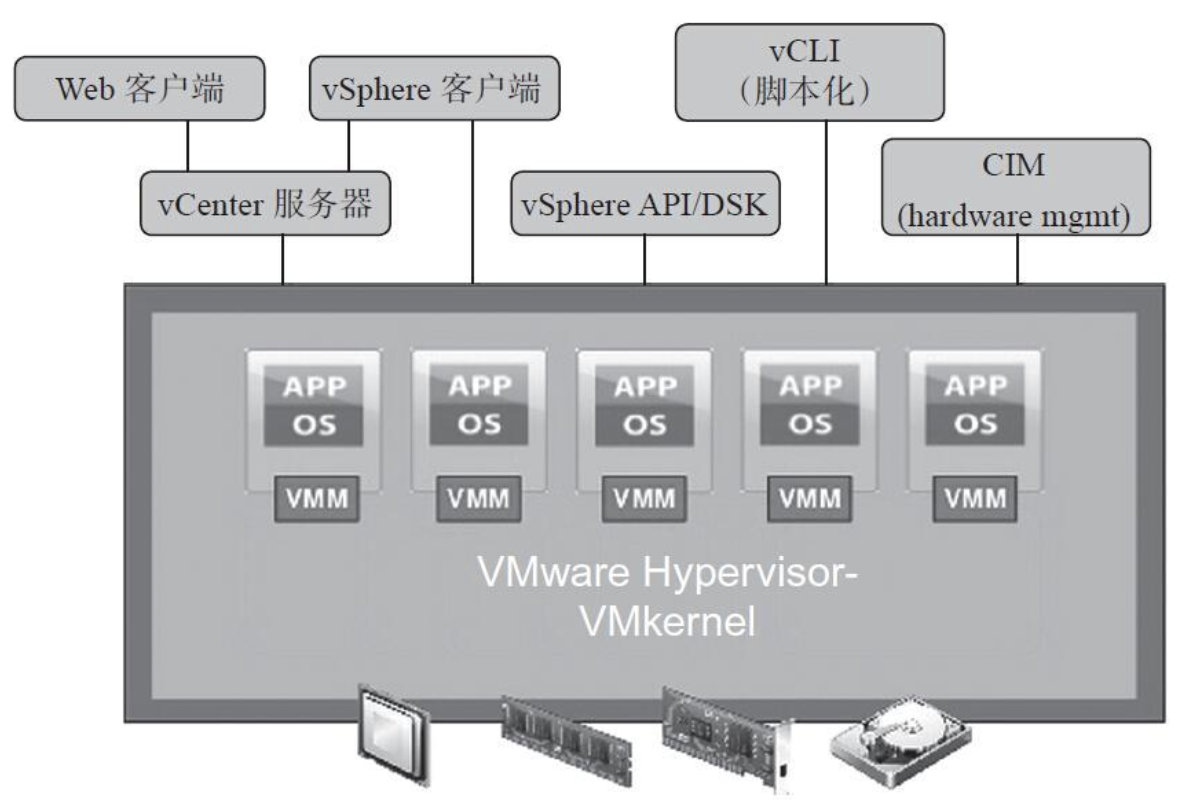 Web 客户端
vSphere 客户端
vCLI
（脚本化）
CIM
(hardware mgmt)
vCenter 服务器
vSphere API/DSK
APP
OS
VMM
APP
OS
VMM
APP
OS
VMM
APP
OS
VMM
APP
OS
VMM
VMware Hypervisor-
VMkernel